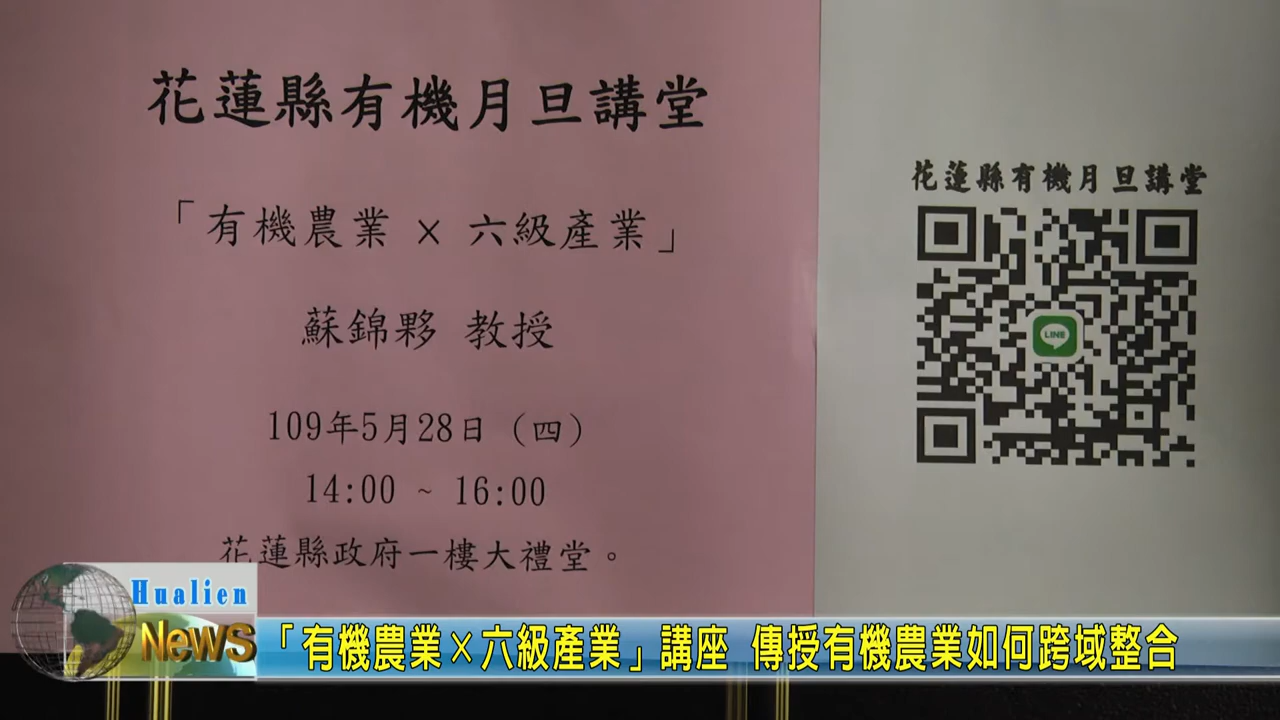 花蓮縣有機月旦講堂
「有機農業 × 六級產業」
蘇錦夥 教授
109年5月28日（四）
14:00 ~ 16:00
花蓮縣政府一樓大禮堂。
花蓮縣有機月旦講堂
LINE
Hualien
NewS
「有機農業×六級產業」講座 傳授有機農業如何跨域整合